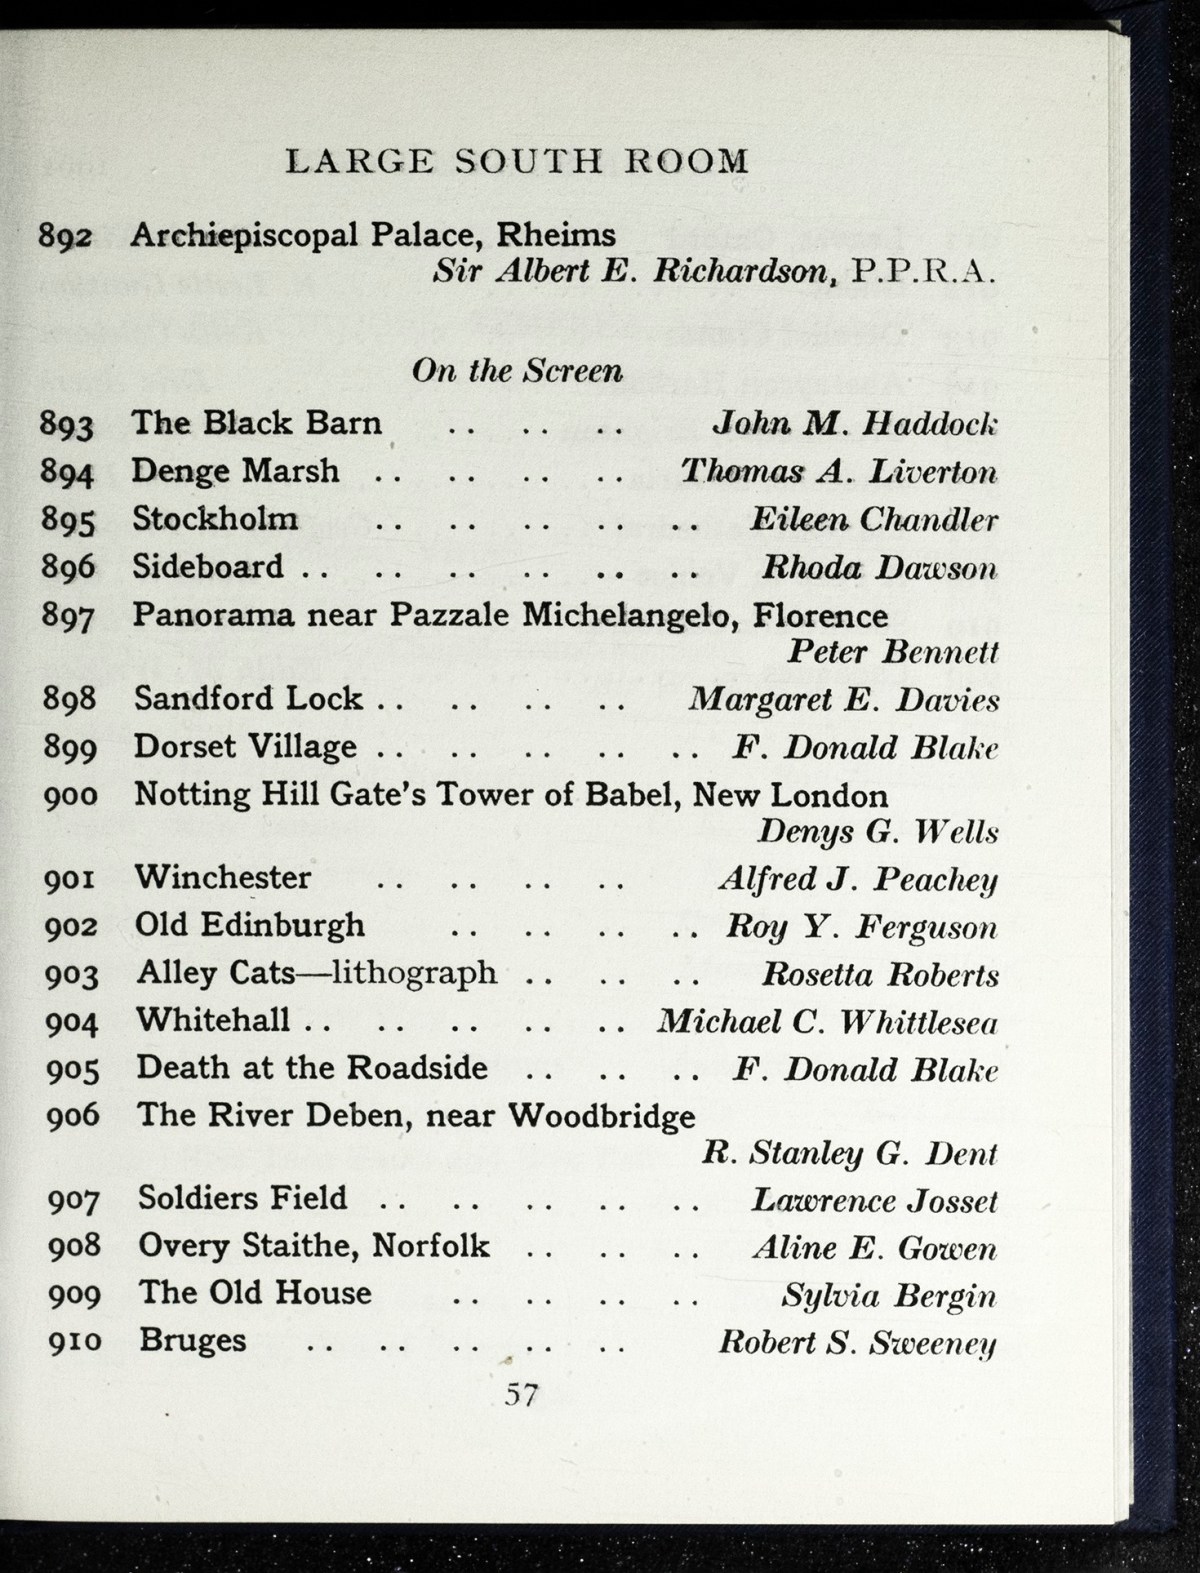 LARGE SOUTH ROOM
892 Archiepiscopal Palace, Rheims
Sir Albert E. Richardson, P.P.R.A.
On the Screen
893 The Black Barn .. .. .. John M. Haddock
894 Denge Marsh .. .. .. .. Thomas A. Liverton
895 Stockholm .. .. .. .. .. Eileen Chandler
896 Sideboard .. .. .. .. .. .. Rhoda Dawson
897 Panorama near Pazzale Michelangelo, Florence
Peter Bennett
898 Sandford Lock .. .. .. .. Margaret E. Davies
899 Dorset Village .. .. .. .. .. F. Donald Blake
900 Notting Hill Gate's Tower of Babel, New London
Denys G. Wells
901 Winchester .. .. .. .. Alfred J. Peachey
902 Old Edinburgh .. .. .. .. Roy Y. Ferguson
903 Alley Cats—lithograph .. .. .. Rosetta Roberts
904 Whitehall .. .. .. .. .. Michael C. Whittlesea
905 Death at the Roadside .. .. .. F. Donald Blake
906 The River Deben, near Woodbridge
R. Stanley G. Dent
907 Soldiers Field .. .. .. .. .. Lawrence Josset
908 Overy Staithe, Norfolk .. .. .. Aline E. Gowen
909 The Old House .. .. .. .. Sylvia Bergin
910 Bruges .. .. .. .. .. Robert S. Sweeney
57